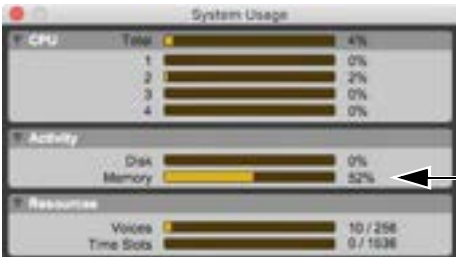 System Usage
CPU Total 4%
1 0%
2 2%
3 0%
4 0%
Activity
Disk 0%
Memory 52%
Resources
Voices 10 / 256
Time Slots 0 / 1536